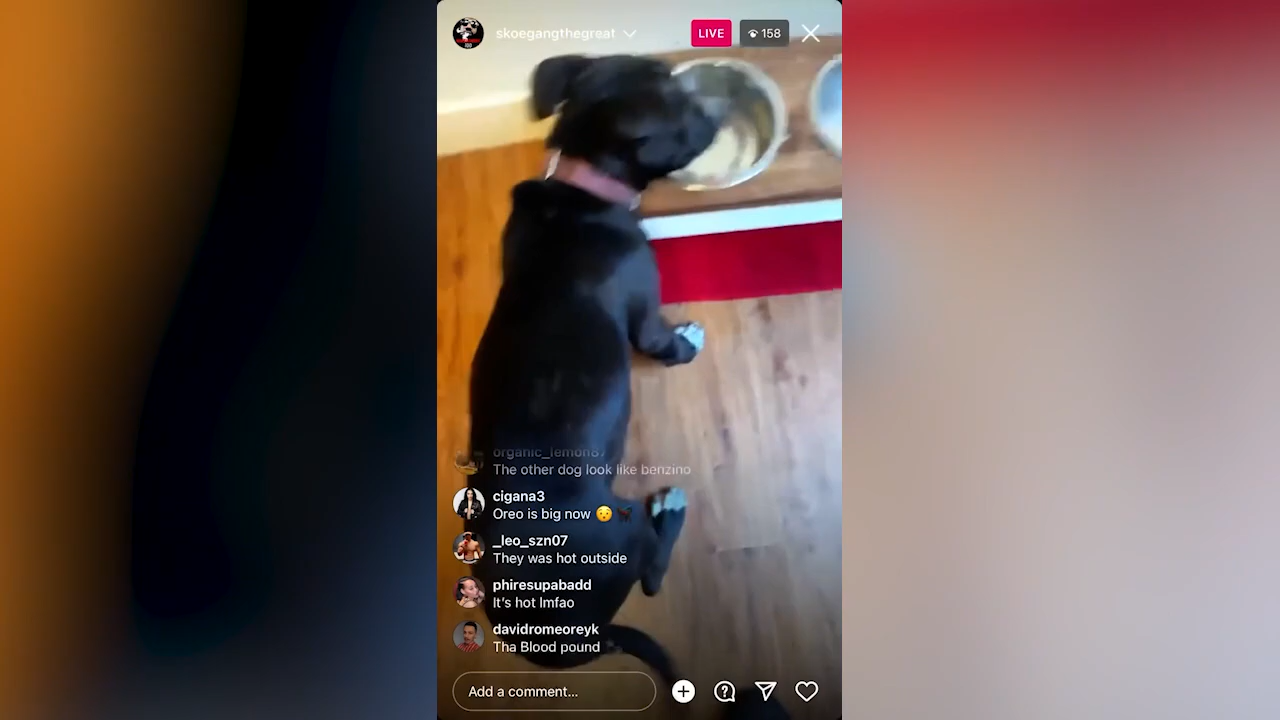 skoegangthegreat
LIVE
158
organic_lemon87
The other dog look like benzino
cigana3
Oreo is big now 😯 🦋
_leo_szn07
They was hot outside
phiresupabadd
It's hot lmfao
davidromeoreyk
Tha Blood pound
Add a comment...